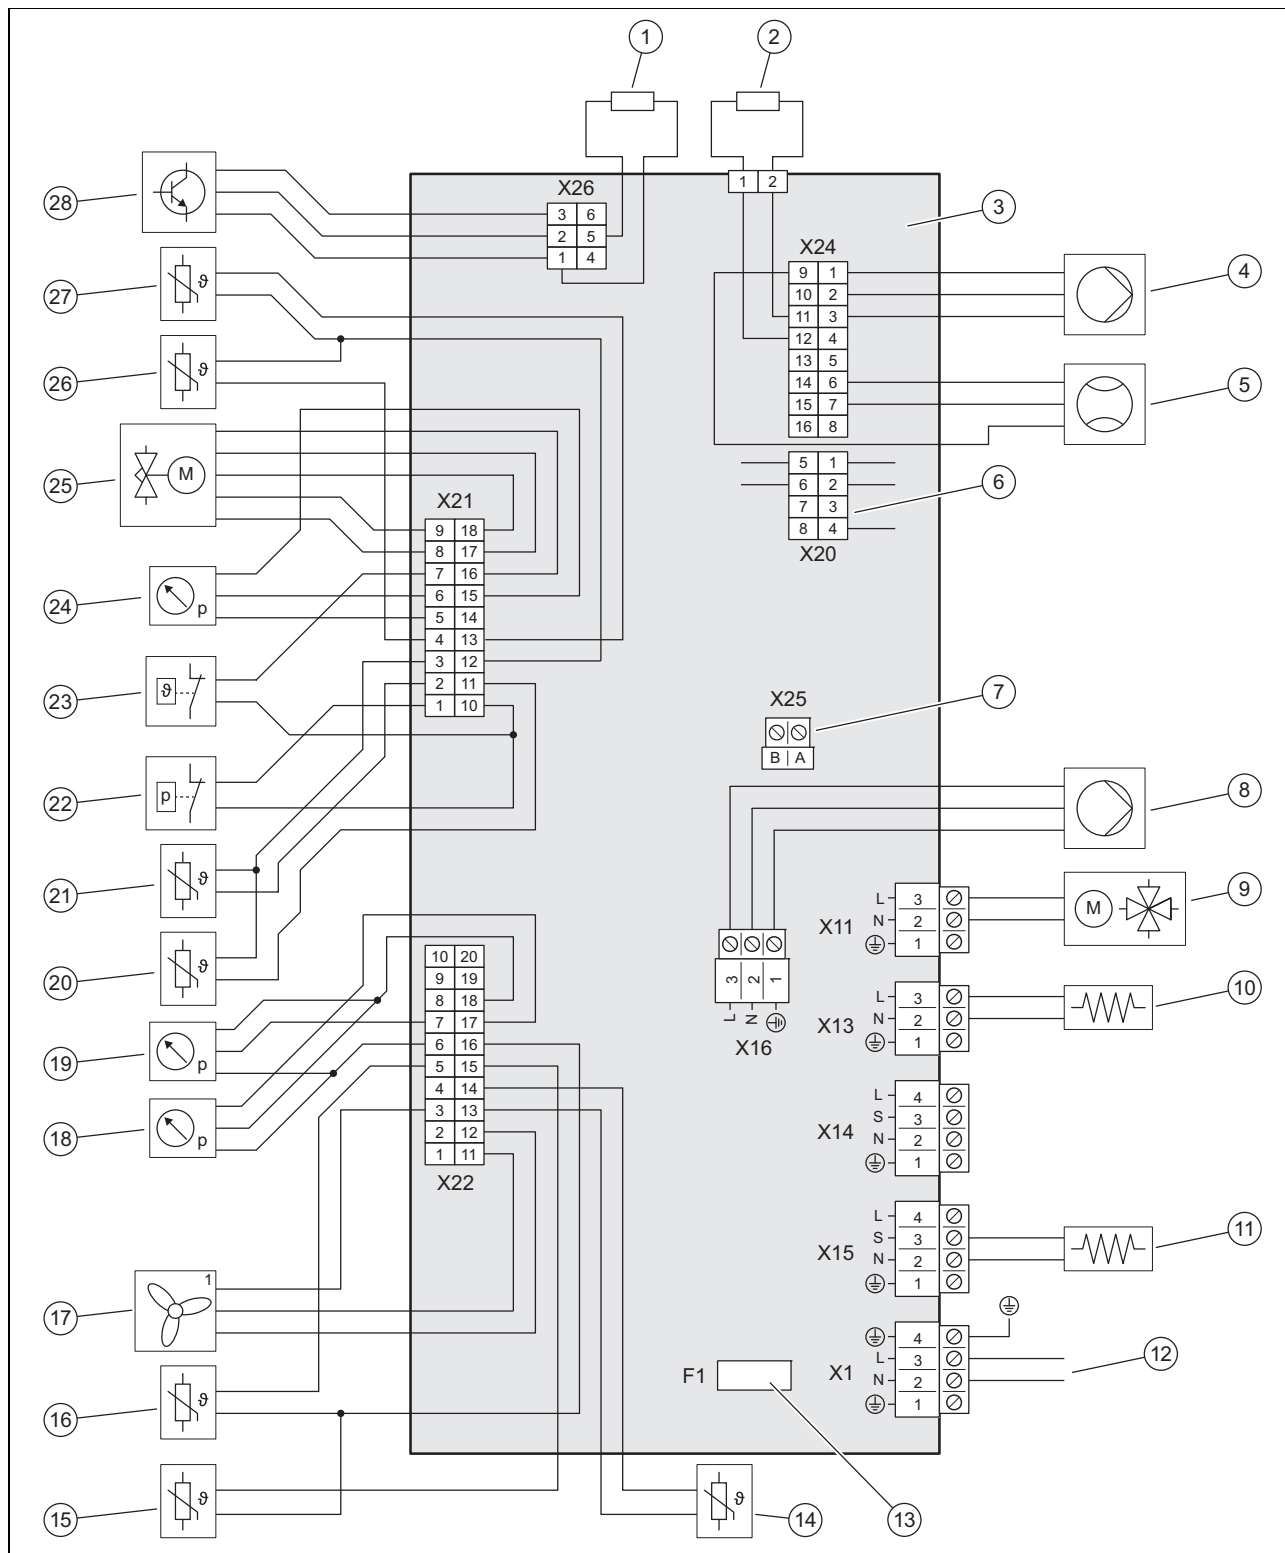 1 2
X26
3 6
2 5
1 4
1 2
3
28
27
X24
9 1
10 2
11 3
12 4
13 5
14 6
15 7
16 8
4
ϑ
26
ϑ
5
25
M
5 1
6 2
7 3
8 4
X20
6
X21
9 18
8 17
7 16
6 15
5 14
4 13
3 12
2 11
1 10
24
p
23
ϑ
X25
B A
7
22
p
8
21
ϑ
20
ϑ
X11
L 3
N 2
1
M
9
10 20
9 19
8 18
7 17
6 16
5 15
4 14
3 13
2 12
1 11
X22
3 2 1
L N
X16
X13
L 3
N 2
1
10
19
p
18
p
X14
L 4
S 3
N 2
1
X15
L 4
S 3
N 2
1
11
17
1
F1
X1
4
L 3
N 2
1
12
16
ϑ
15
ϑ
ϑ
14
13